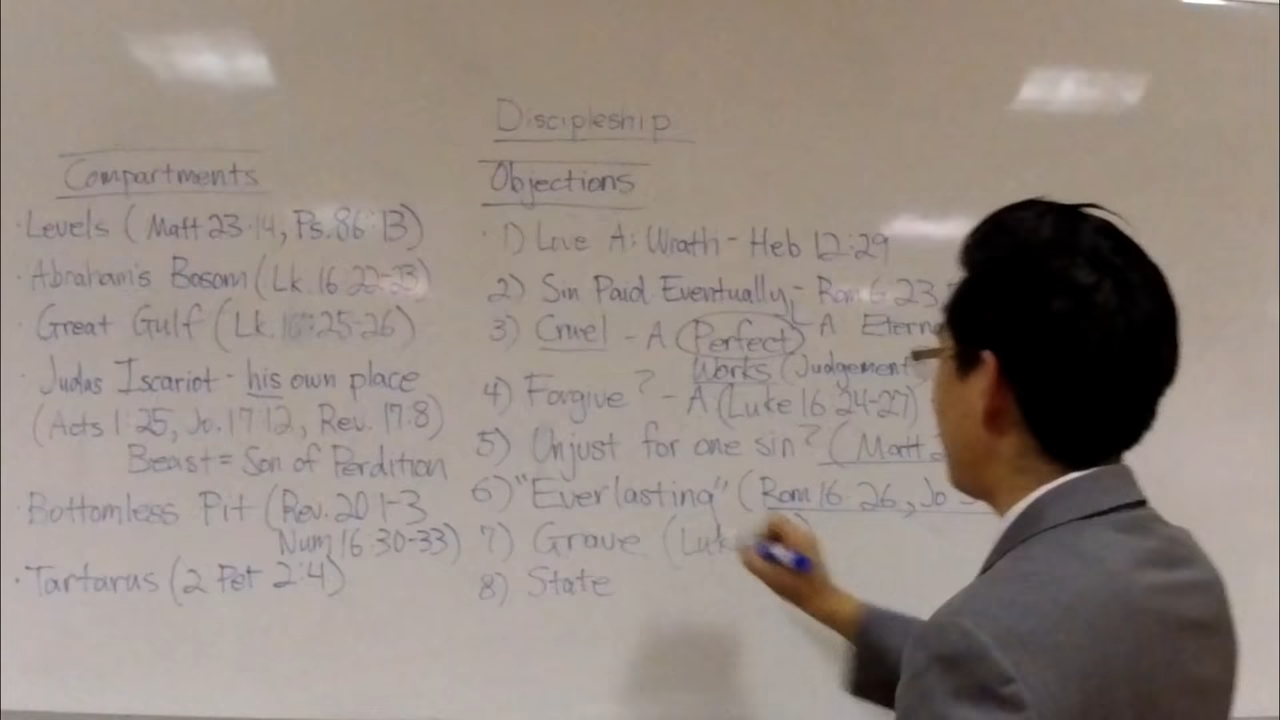 Discipleship
Compartments
· Levels (Matt 23:14, Ps. 86:13)
· Abraham's Bosom (Lk. 16:22-23)
· Great Gulf (Lk. 16:25-26)
· Judas Iscariot - his own place
(Acts 1:25, Jo. 17:12, Rev. 17:8)
Beast = Son of Perdition
· Bottomless Pit (Rev. 20 1-3
Num 16:30-33)
· Tartarus (2 Pet 2:4)
Objections
1) Love A: Wrath - Heb 12:29
2) Sin Paid Eventually - Rom 6:23
A
3) Cruel - A Perfect
Works (Judgement
4) Forgive? - A (Luke 16:24-27)
5) Unjust for one sin? (Matt
6) "Everlasting" (Rom 16:26, Jo
7) Grave
8) State